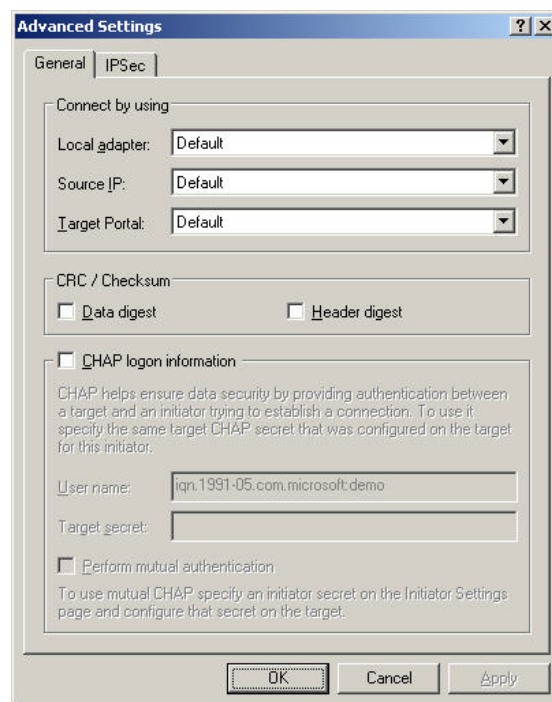 Advanced Settings
General
IPSec
Connect by using
Local adapter:
Default
Source IP:
Default
Target Portal:
Default
CRC / Checksum
Data digest
Header digest
CHAP logon information
CHAP helps ensure data security by providing authentication between
a target and an initiator trying to establish a connection. To use it
specify the same target CHAP secret that was configured on the target
for this initiator.
User name:
iqn.1991-05.com.microsoft:demo
Target secret:
Perform mutual authentication
To use mutual CHAP specify an initiator secret on the Initiator Settings
page and configure that secret on the target.
OK
Cancel
Apply